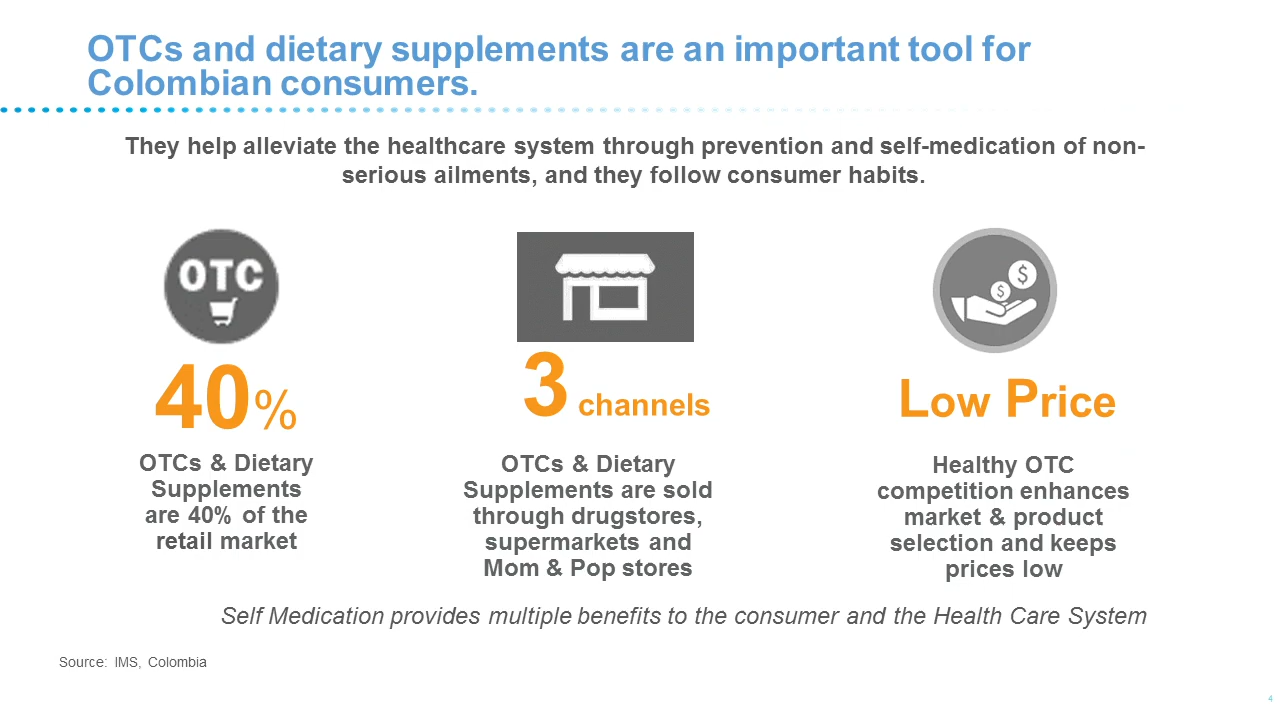 OTCs and dietary supplements are an important tool for
Colombian consumers.
They help alleviate the healthcare system through prevention and self-medication of non-
serious ailments, and they follow consumer habits.
OTC
40%
OTCs & Dietary
Supplements
are 40% of the
retail market
3 channels
OTCs & Dietary
Supplements are sold
through drugstores,
supermarkets and
Mom & Pop stores
$
$
Low Price
Healthy OTC
competition enhances
market & product
selection and keeps
prices low
Self Medication provides multiple benefits to the consumer and the Health Care System
Source: IMS, Colombia
4